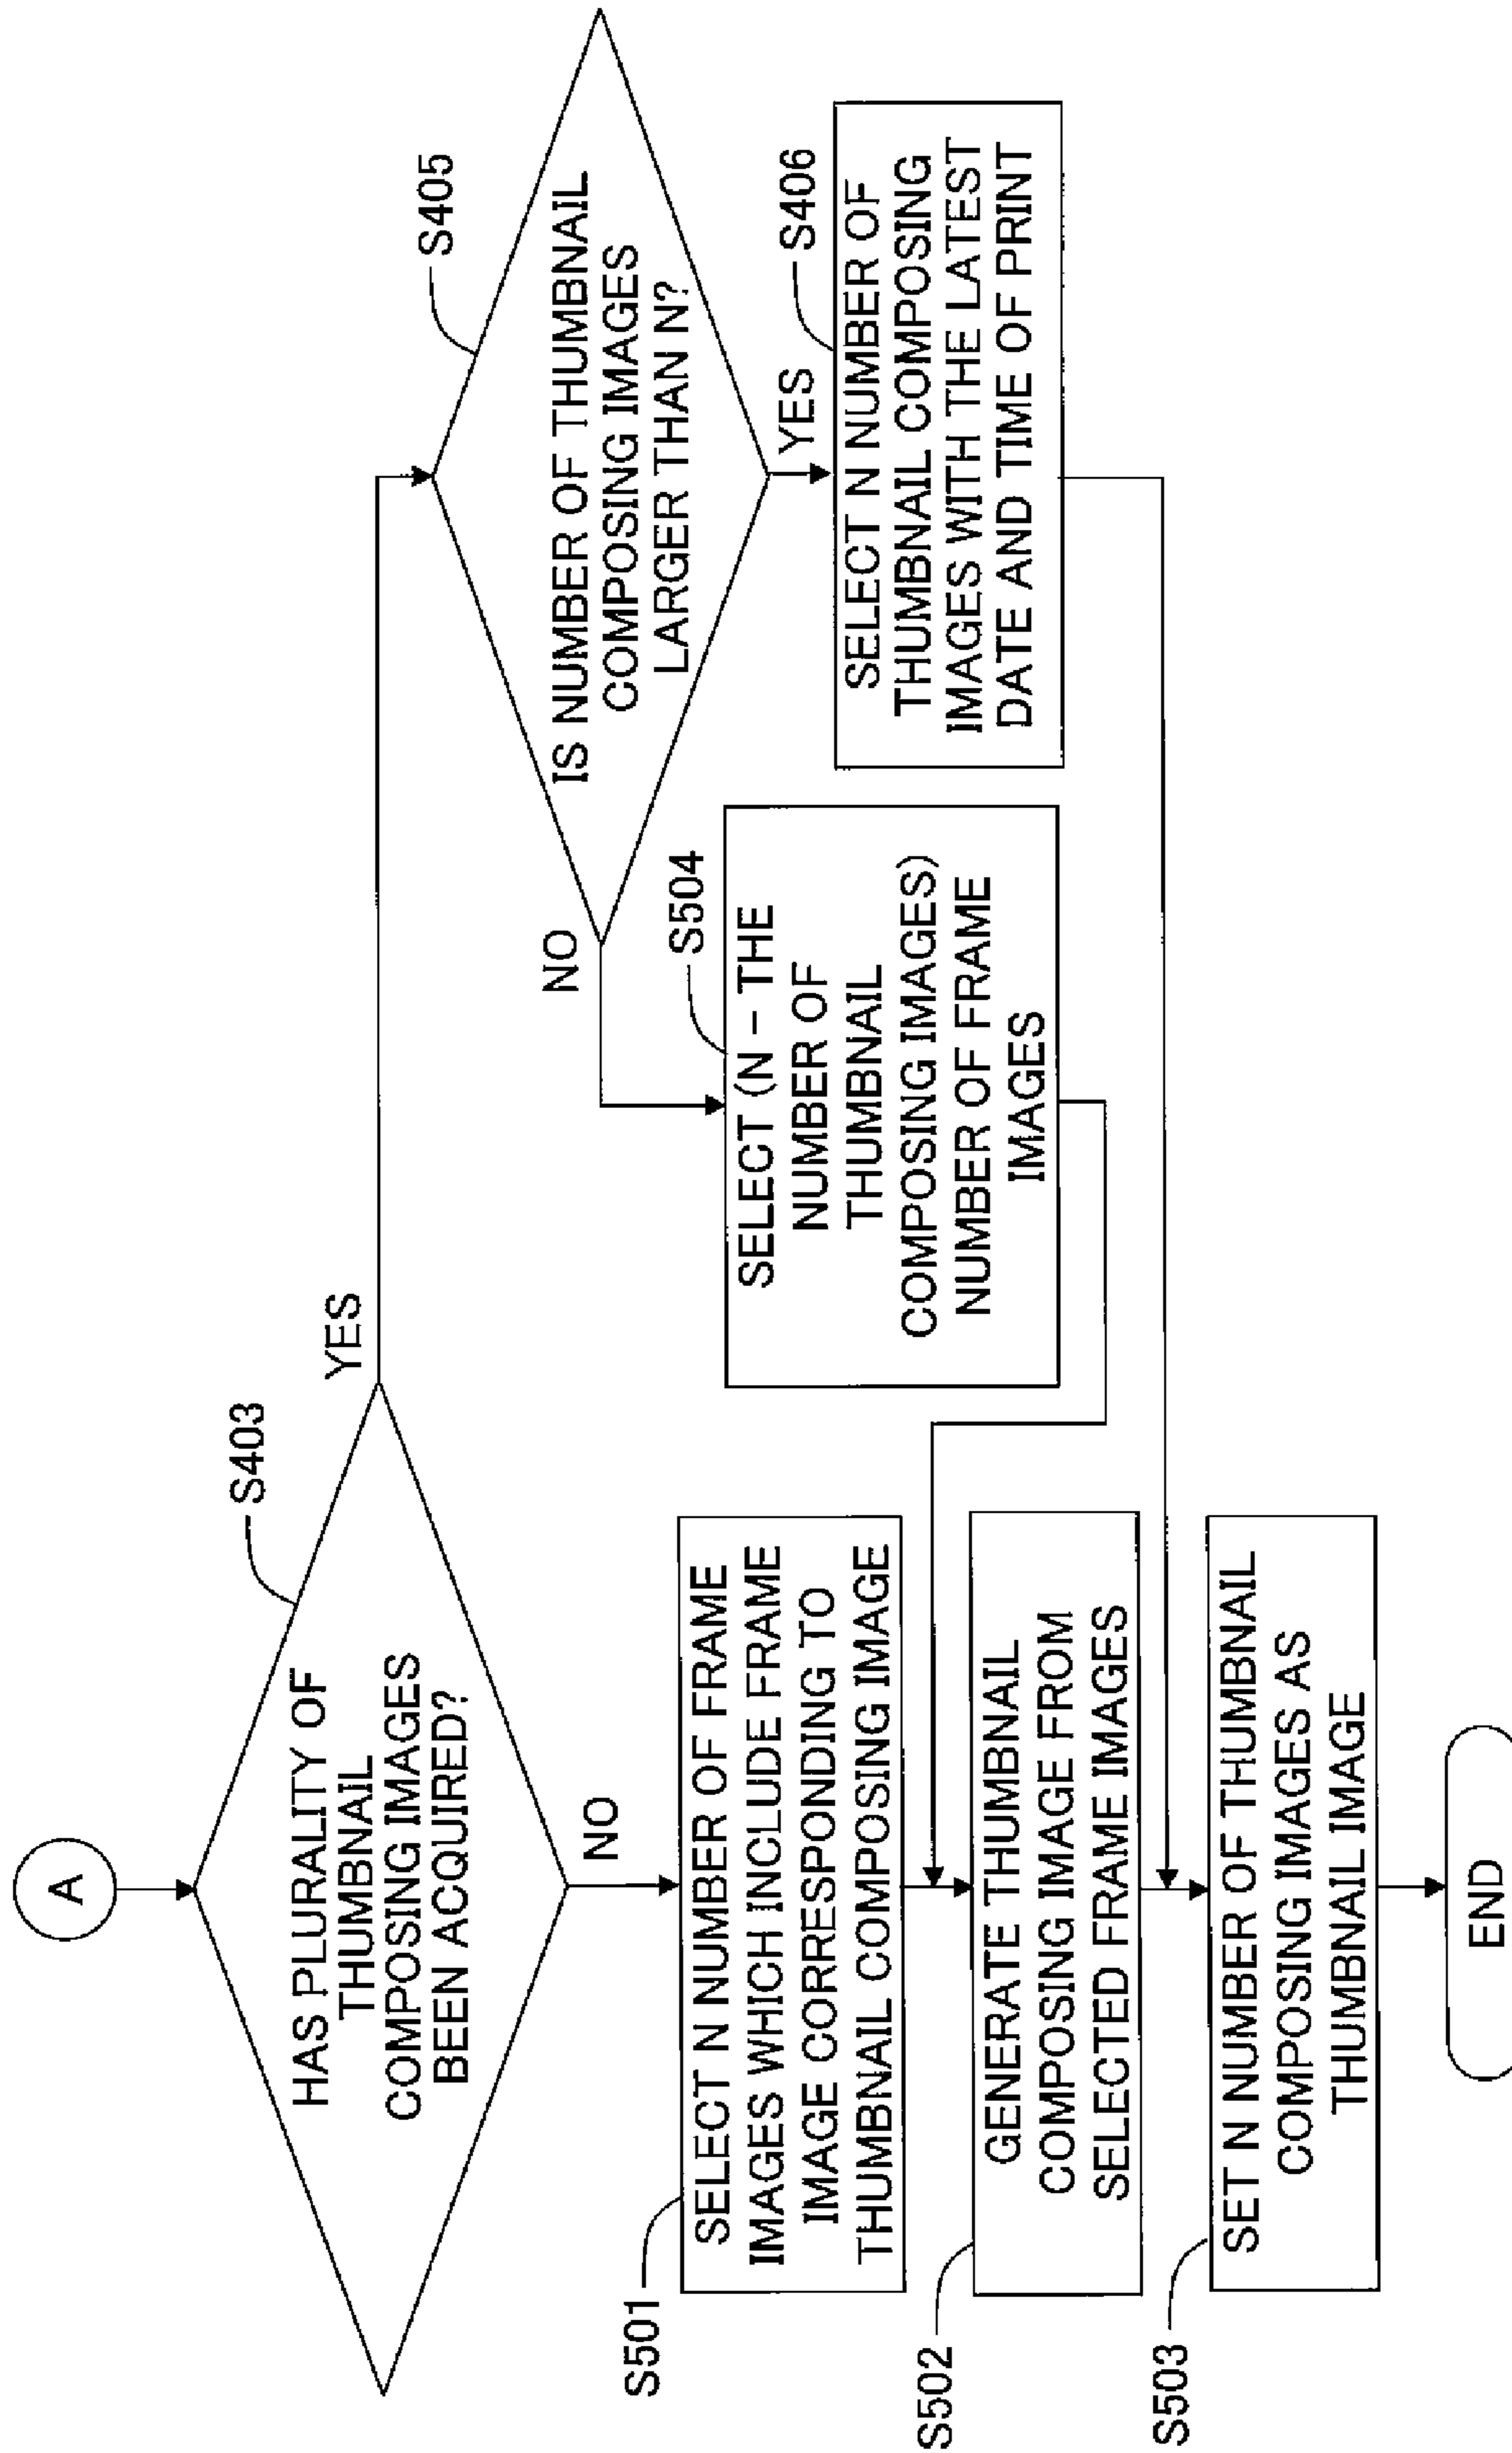 A
S403
HAS PLURALITY OF
THUMBNAIL
COMPOSING IMAGES
BEEN ACQUIRED?
YES
NO
S405
IS NUMBER OF THUMBNAIL
COMPOSING IMAGES
LARGER THAN N?
NO
YES
S501
SELECT N NUMBER OF FRAME
IMAGES WHICH INCLUDE FRAME
IMAGE CORRESPONDING TO
THUMBNAIL COMPOSING IMAGE
S504
SELECT (N – THE
NUMBER OF
THUMBNAIL
COMPOSING IMAGES)
NUMBER OF FRAME
IMAGES
S406
SELECT N NUMBER OF
THUMBNAIL COMPOSING
IMAGES WITH THE LATEST
DATE AND TIME OF PRINT
S502
GENERATE THUMBNAIL
COMPOSING IMAGE FROM
SELECTED FRAME IMAGES
S503
SET N NUMBER OF THUMBNAIL
COMPOSING IMAGES AS
THUMBNAIL IMAGE
END